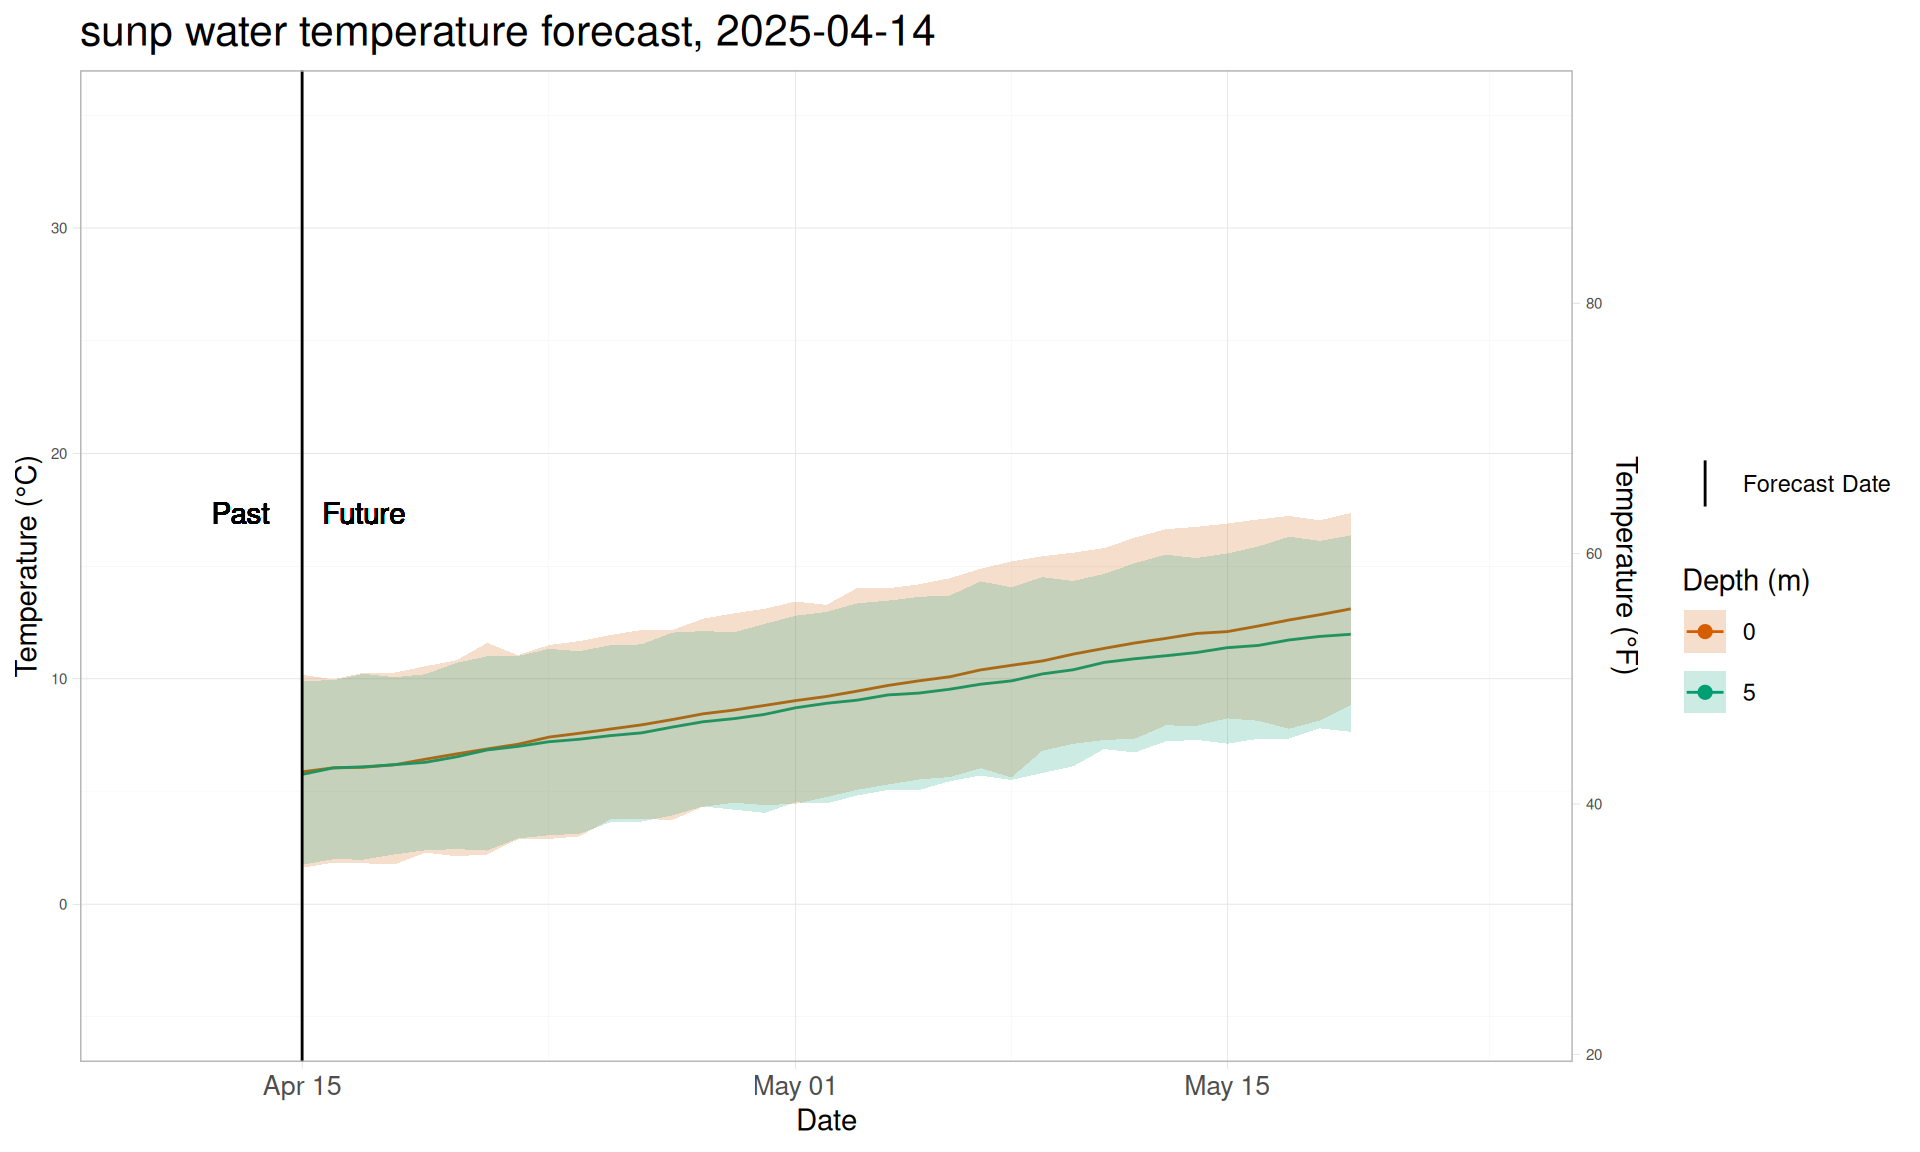 sunp water temperature forecast, 2025-04-14
30
20
10
0
Temperature (°C)
Past
Future
80
60
40
20
Temperature (°F)
Apr 15
May 01
May 15
Date
Forecast Date
Depth (m)
0
5